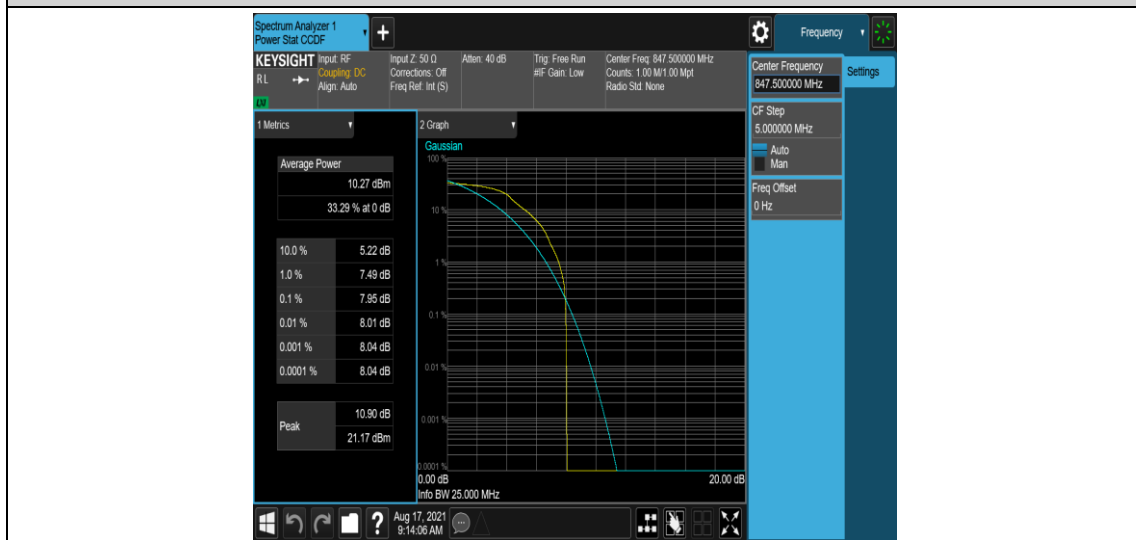 Spectrum Analyzer 1
Power Stat CCDF
+
Frequency
KEYSIGHT
Input: RF
Coupling: DC
Align: Auto
Input Z: 50 Ω
Corrections: Off
Freq Ref: Int (S)
Atten: 40 dB
Trig: Free Run
#IF Gain: Low
Center Freq: 847.500000 MHz
Counts: 1.00 M/1.00 Mpt
Radio Std: None
R L
LXI
Center Frequency
847.500000 MHz
Settings
CF Step
5.000000 MHz
Auto
Man
Freq Offset
0 Hz
1 Metrics
Average Power
10.27 dBm
33.29 % at 0 dB
10.0 % 5.22 dB
1.0 % 7.49 dB
0.1 % 7.95 dB
0.01 % 8.01 dB
0.001 % 8.04 dB
0.0001 % 8.04 dB
Peak
10.90 dB
21.17 dBm
2 Graph
Gaussian
100 %
10 %
1 %
0.1 %
0.01 %
0.001 %
0.0001 %
0.00 dB 20.00 dB
Info BW 25.000 MHz
?
Aug 17, 2021
9:14:06 AM